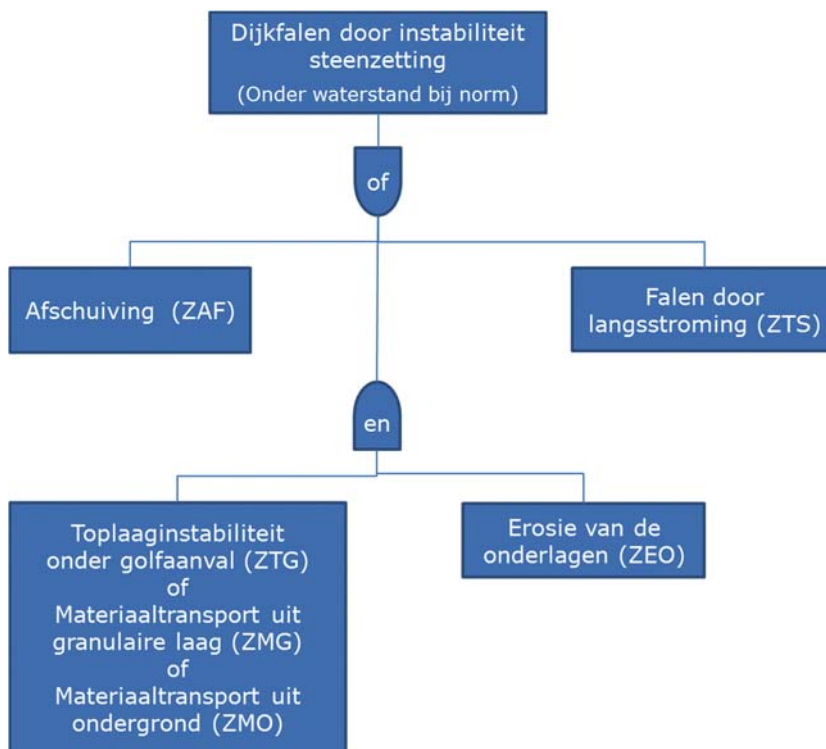 Dijkfalen door instabiliteit
steenzetting
(Onder waterstand bij norm)
of
Afschuiving (ZAF)
Falen door
langsstroming (ZTS)
en
Toplaaginstabiliteit
onder golfaanval (ZTG)
of
Materiaaltransport uit
granulaire laag (ZMG)
of
Materiaaltransport uit
ondergrond (ZMO)
Erosie van de
onderlagen (ZEO)